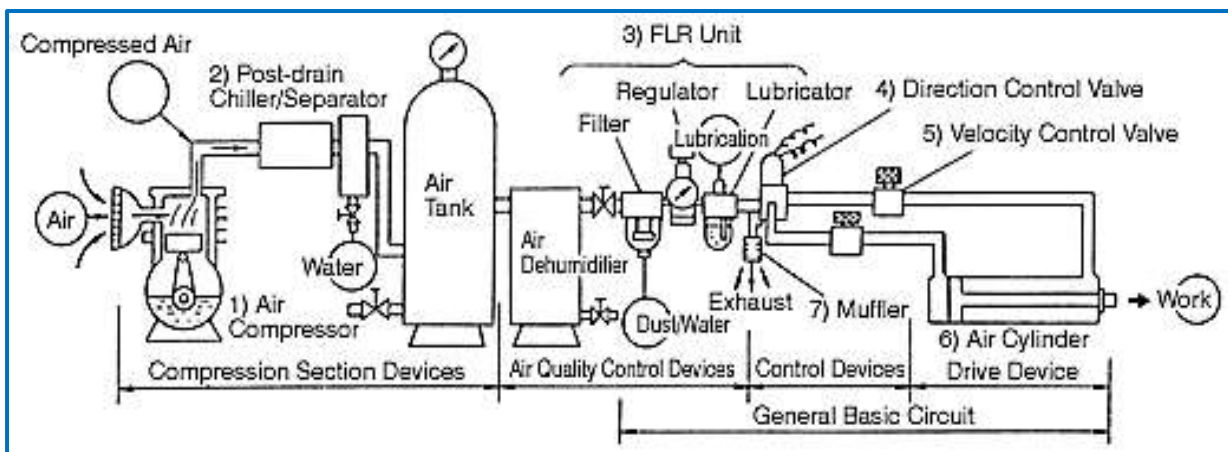 Compressed Air
2) Post-drain
Chiller/Separator
3) FLR Unit
Regulator
Lubricator
Filter
Lubrication
4) Direction Control Valve
5) Velocity Control Valve
Air
Air
Tank
Water
1) Air
Compressor
Air
Dehumidilier
Dust/Water
Exhaust
7) Muffler
Work
6) Air Cylinder
Compression Section Devices
Air Quality Control Devices
Control Devices
Drive Device
General Basic Circuit